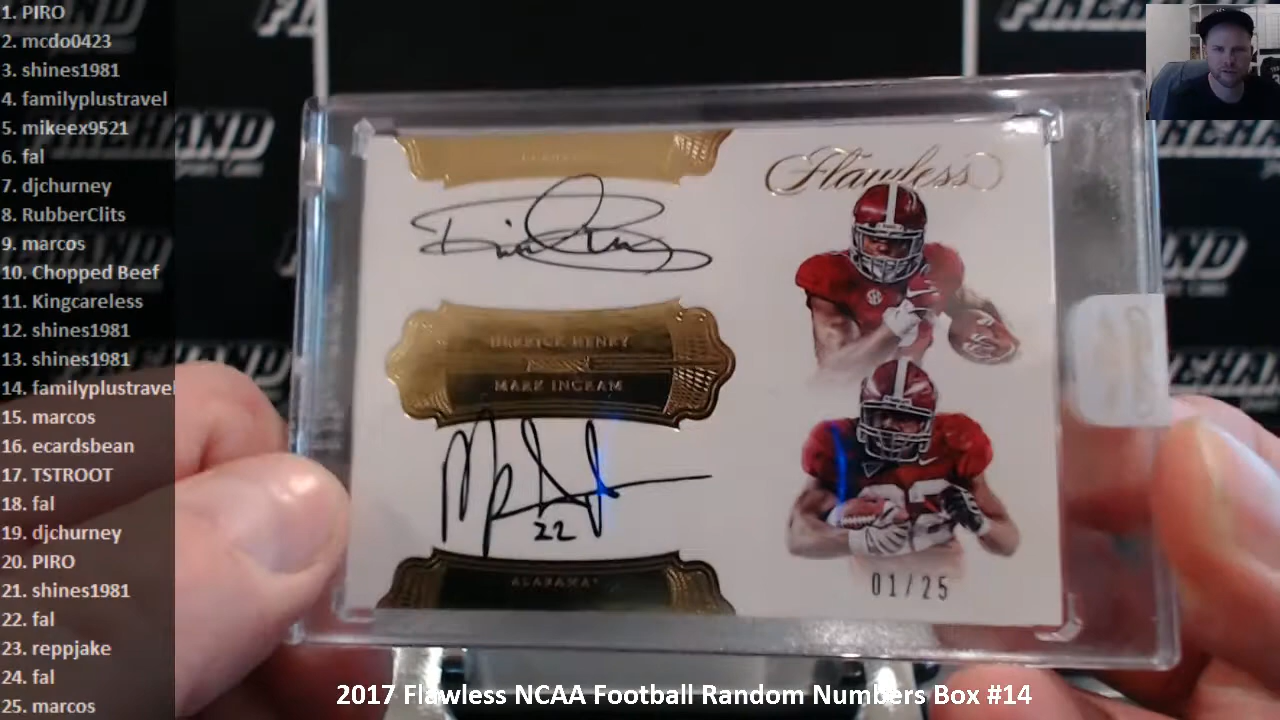 1. PIRO
2. mcdo0423
3. shines1981
4. familyplustravel
5. mikeex9521
6. fal
7. djchurney
8. RubberClits
9. marcos
10. Chopped Beef
11. Kingcareless
12. shines1981
13. shines1981
14. familyplustravel
15. marcos
16. ecardsbean
17. TSTROOT
18. fal
19. djchurney
20. PIRO
21. shines1981
22. fal
23. reppjake
24. fal
25. marcos
FIREHAND
Flawless
DERRICK HENRY
MARK INGRAM
22
ALABAMA
01/25
2017 Flawless NCAA Football Random Numbers Box #14